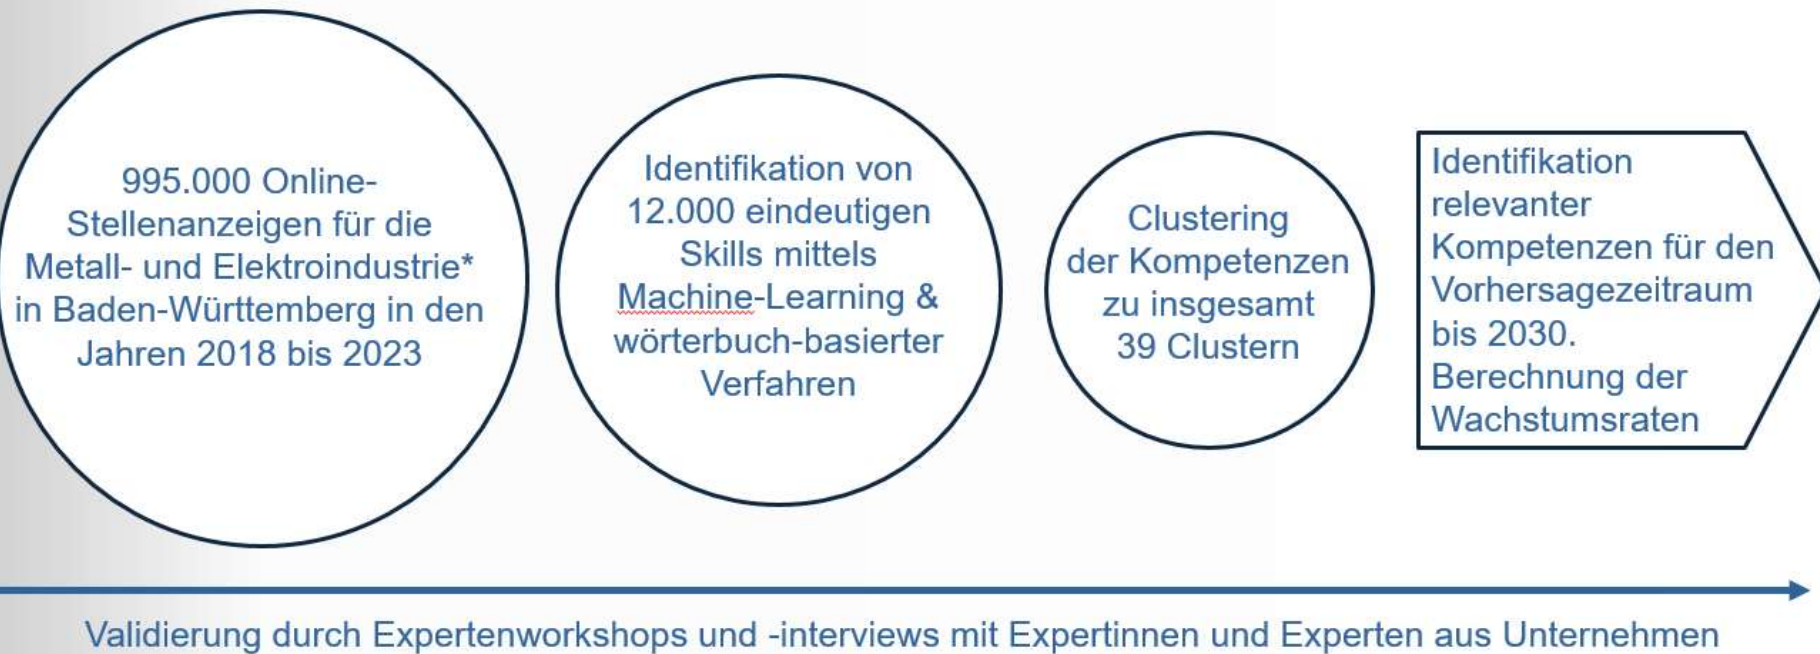 995.000 Online-
Stellenanzeigen für die
Metall- und Elektroindustrie*
in Baden-Württemberg in den
Jahren 2018 bis 2023
Identifikation von
12.000 eindeutigen
Skills mittels
Machine-Learning &
wörterbuch-basierter
Verfahren
Clustering
der Kompetenzen
zu insgesamt
39 Clustern
Identifikation
relevanter
Kompetenzen für den
Vorhersagezeitraum
bis 2030.
Berechnung der
Wachstumsraten
Validierung durch Expertenworkshops und -interviews mit Expertinnen und Experten aus Unternehmen